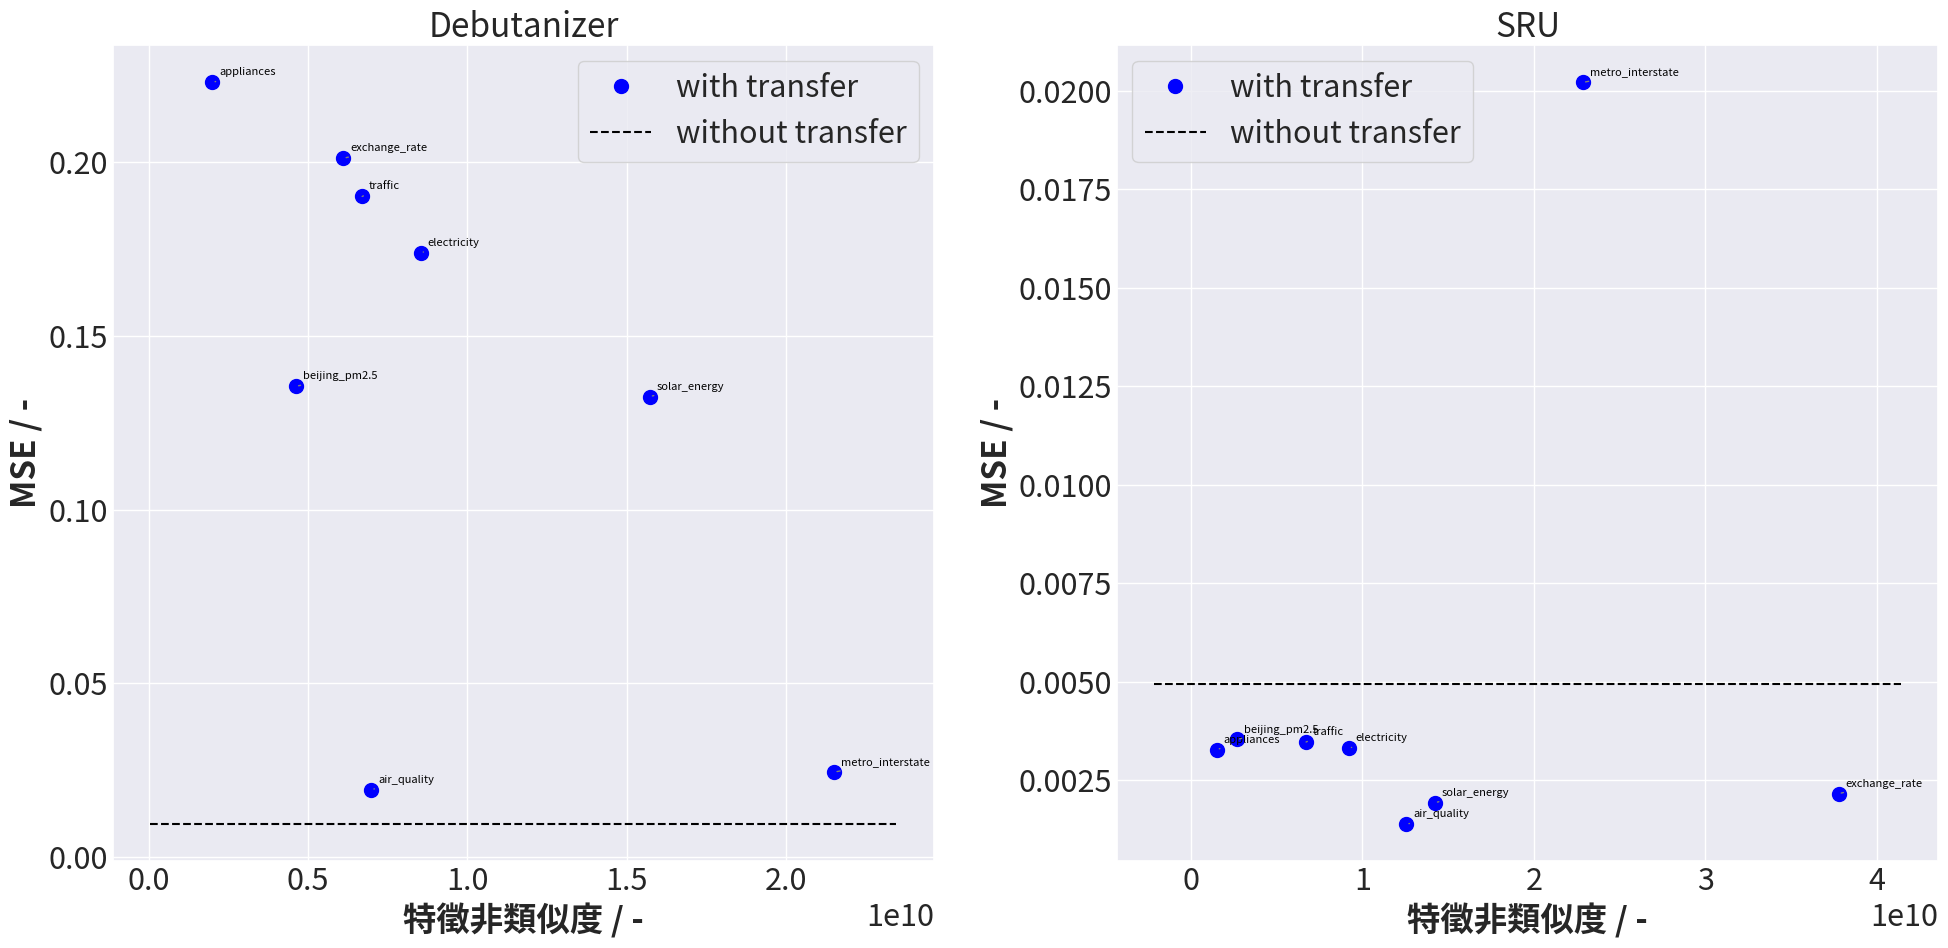 Debutanizer
with transfer
without transfer
appliances
exchange_rate
traffic
electricity
beijing_pm2.5
solar_energy
air_quality
metro_interstate
0.20
0.15
0.10
0.05
0.00
MSE / -
0.0 0.5 1.0 1.5 2.0
1e10
特徴非類似度 / -
SRU
with transfer
without transfer
metro_interstate
beijing_pm2.5
traffic
appliances
electricity
solar_energy
air_quality
exchange_rate
0.0200
0.0175
0.0150
0.0125
0.0100
0.0075
0.0050
0.0025
MSE / -
0 1 2 3 4
1e10
特徴非類似度 / -